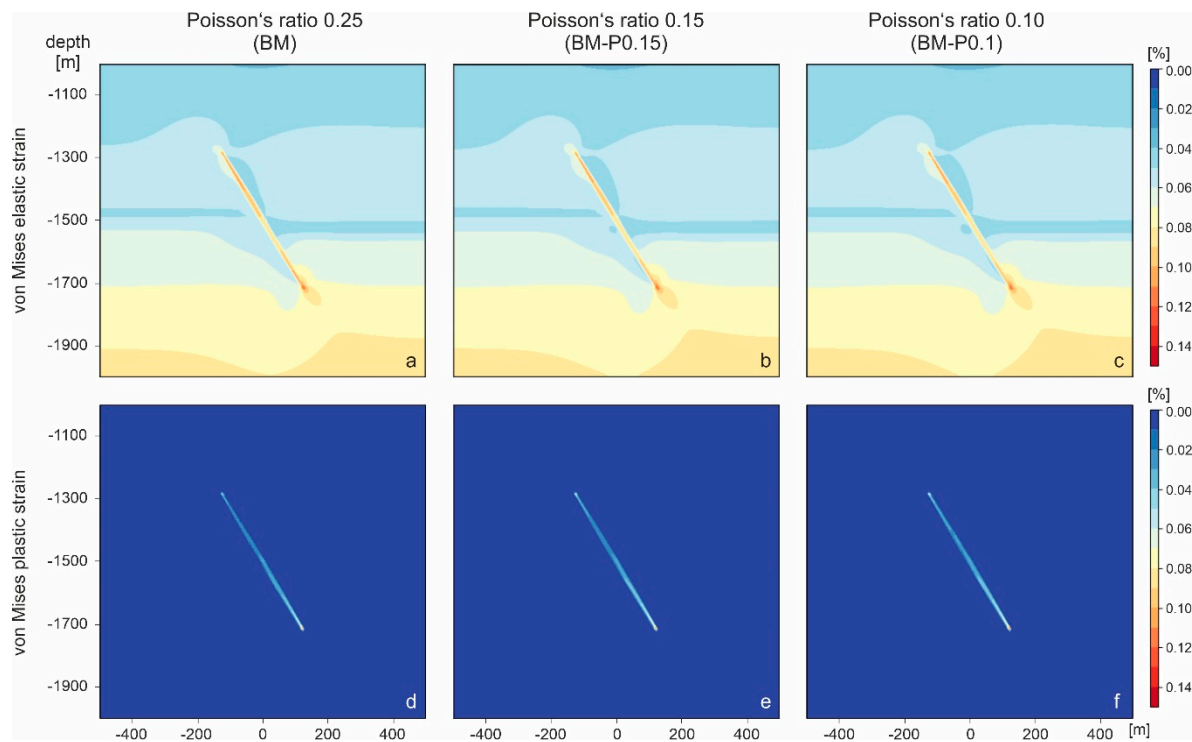 Poisson‘s ratio 0.25
(BM)
Poisson‘s ratio 0.15
(BM-P0.15)
Poisson‘s ratio 0.10
(BM-P0.1)
depth
[m]
[%]
von Mises elastic strain
-1100
-1300
-1500
-1700
-1900
a
b
c
0.00
0.02
0.04
0.06
0.08
0.10
0.12
0.14
[%]
von Mises plastic strain
-1100
-1300
-1500
-1700
-1900
d
e
f
0.00
0.02
0.04
0.06
0.08
0.10
0.12
0.14
-400 -200 0 200 400
-400 -200 0 200 400
-400 -200 0 200 400 [m]